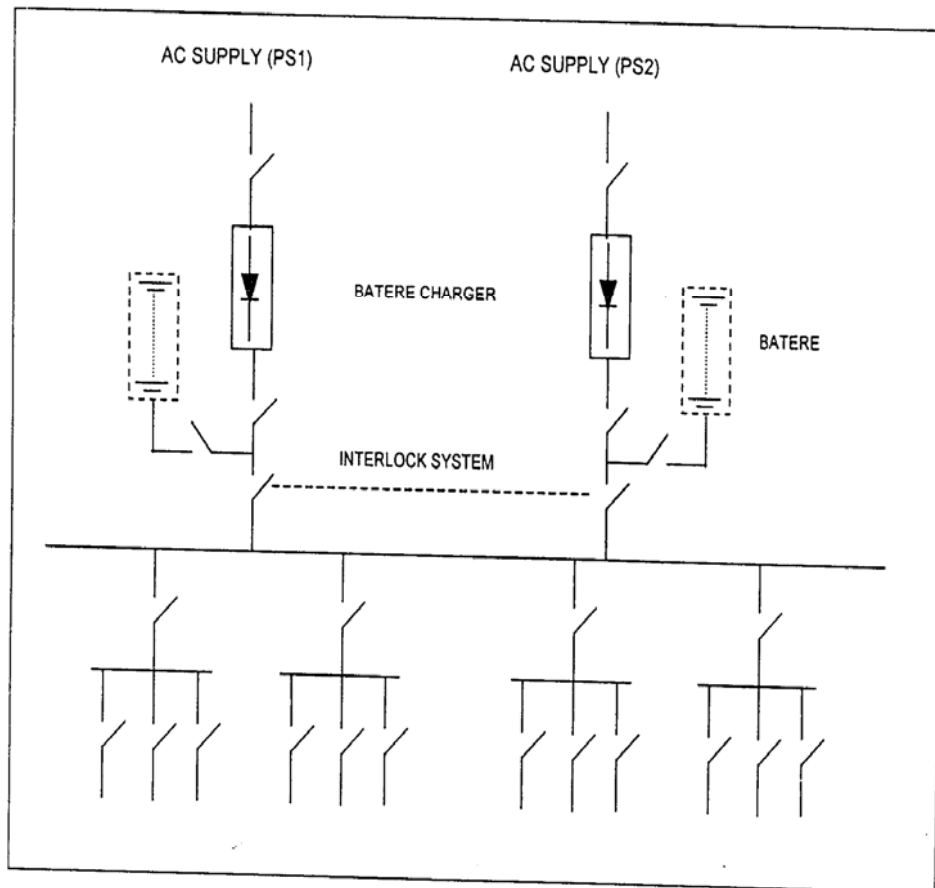 AC SUPPLY (PS1)
AC SUPPLY (PS2)
BATERE CHARGER
BATERE
INTERLOCK SYSTEM